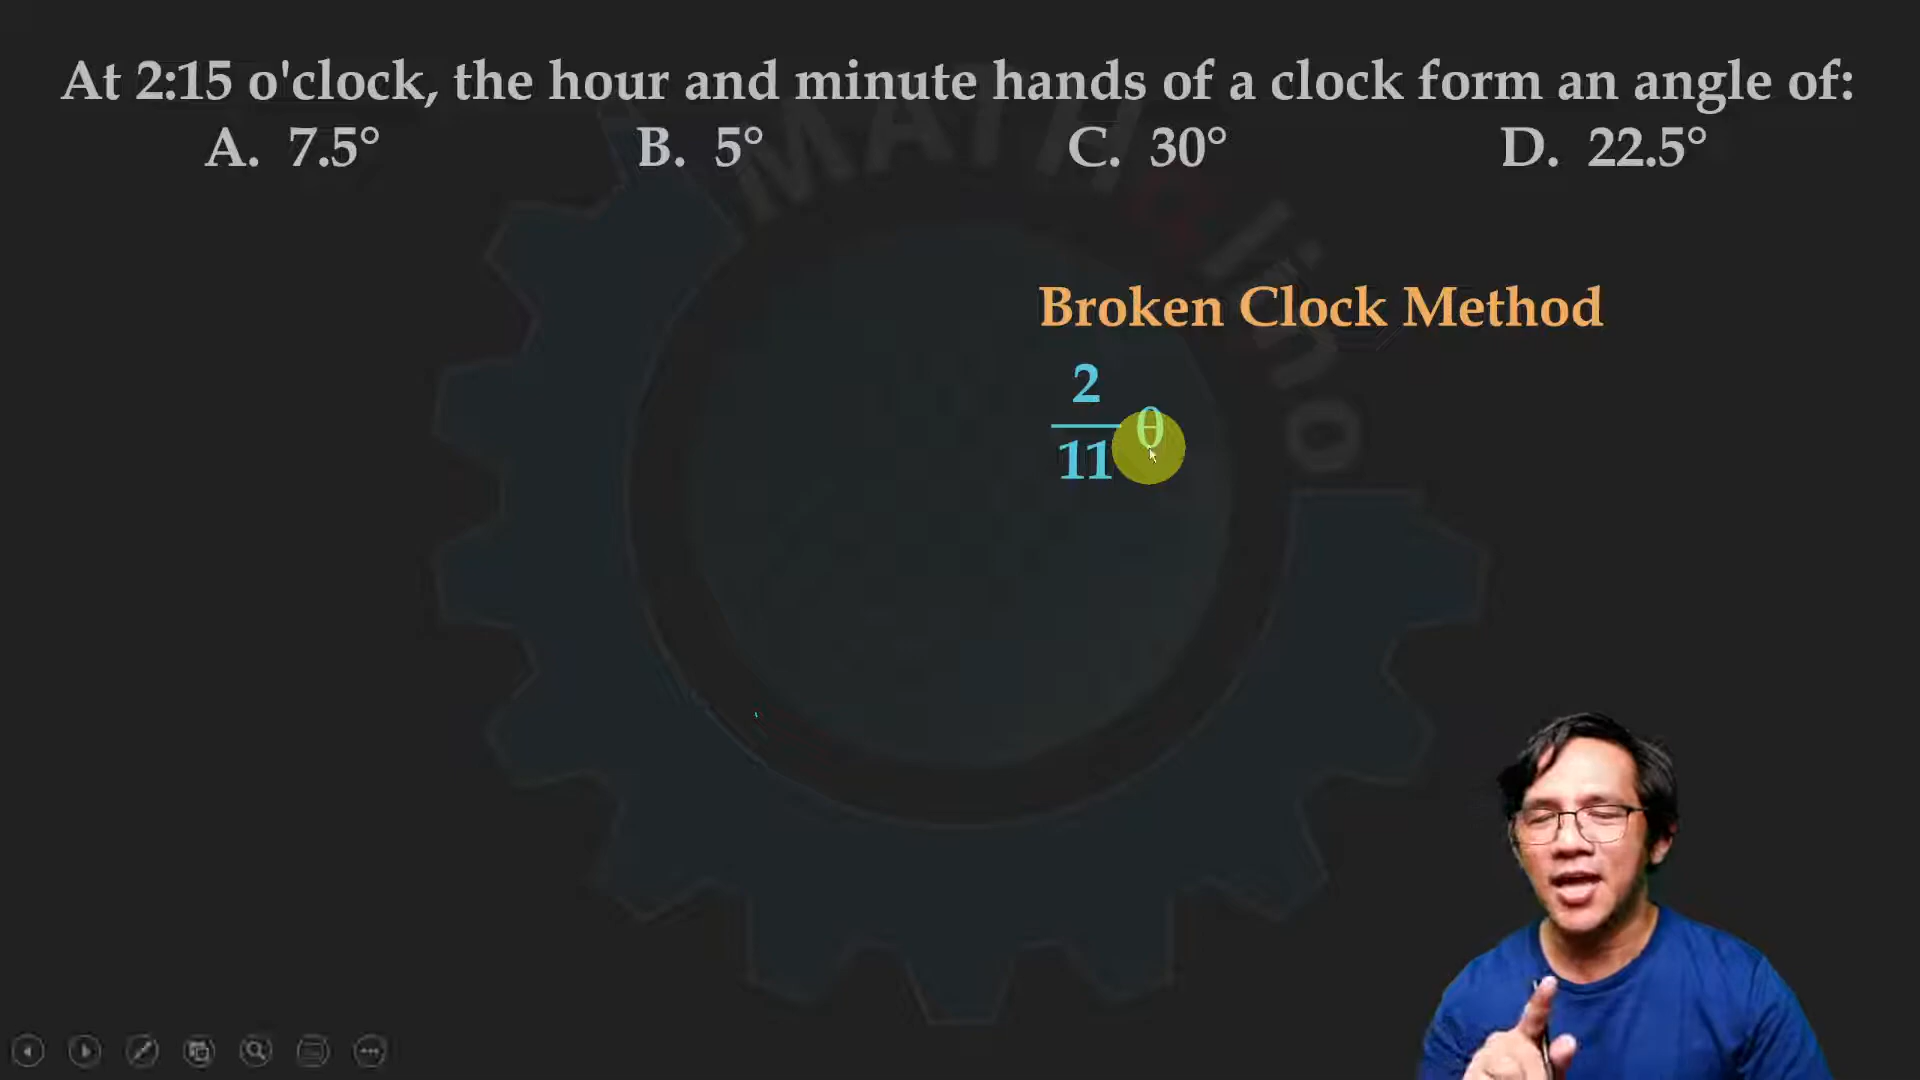 At 2:15 o'clock, the hour and minute hands of a clock form an angle of:
A. 7.5° B. 5° C. 30° D. 22.5°
MATHalino
Broken Clock Method
2
11 θ